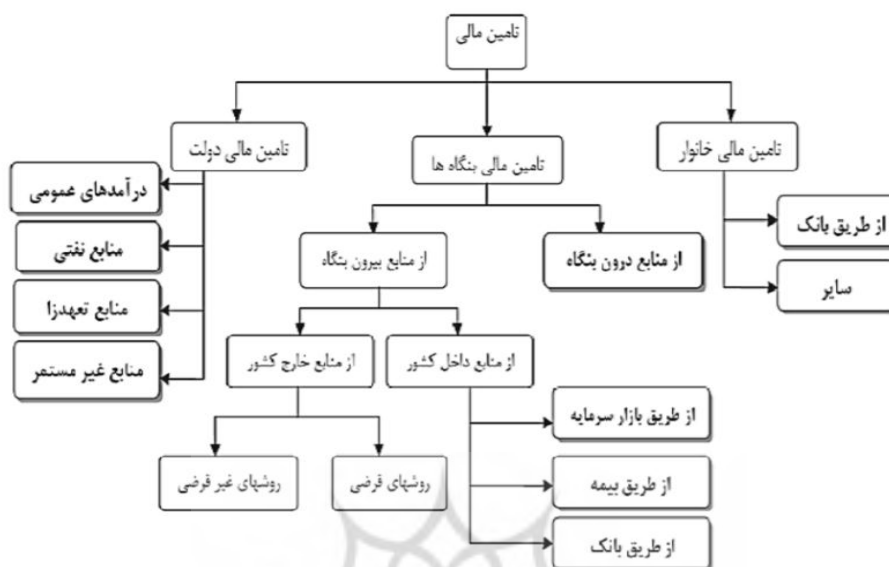 تامین مالی
تامین مالی خانوار
تامین مالی بنگاه ها
تامین مالی دولت
از طریق بانک
سایر
از منابع درون بنگاه
از منابع بیرون بنگاه
درآمدهای عمومی
منابع نفتی
منابع تعهدزا
منابع غیر مستمر
از منابع داخل کشور
از منابع خارج کشور
از طریق بازار سرمایه
از طریق بیمه
از طریق بانک
روشهای قرضی
روشهای غیر قرضی